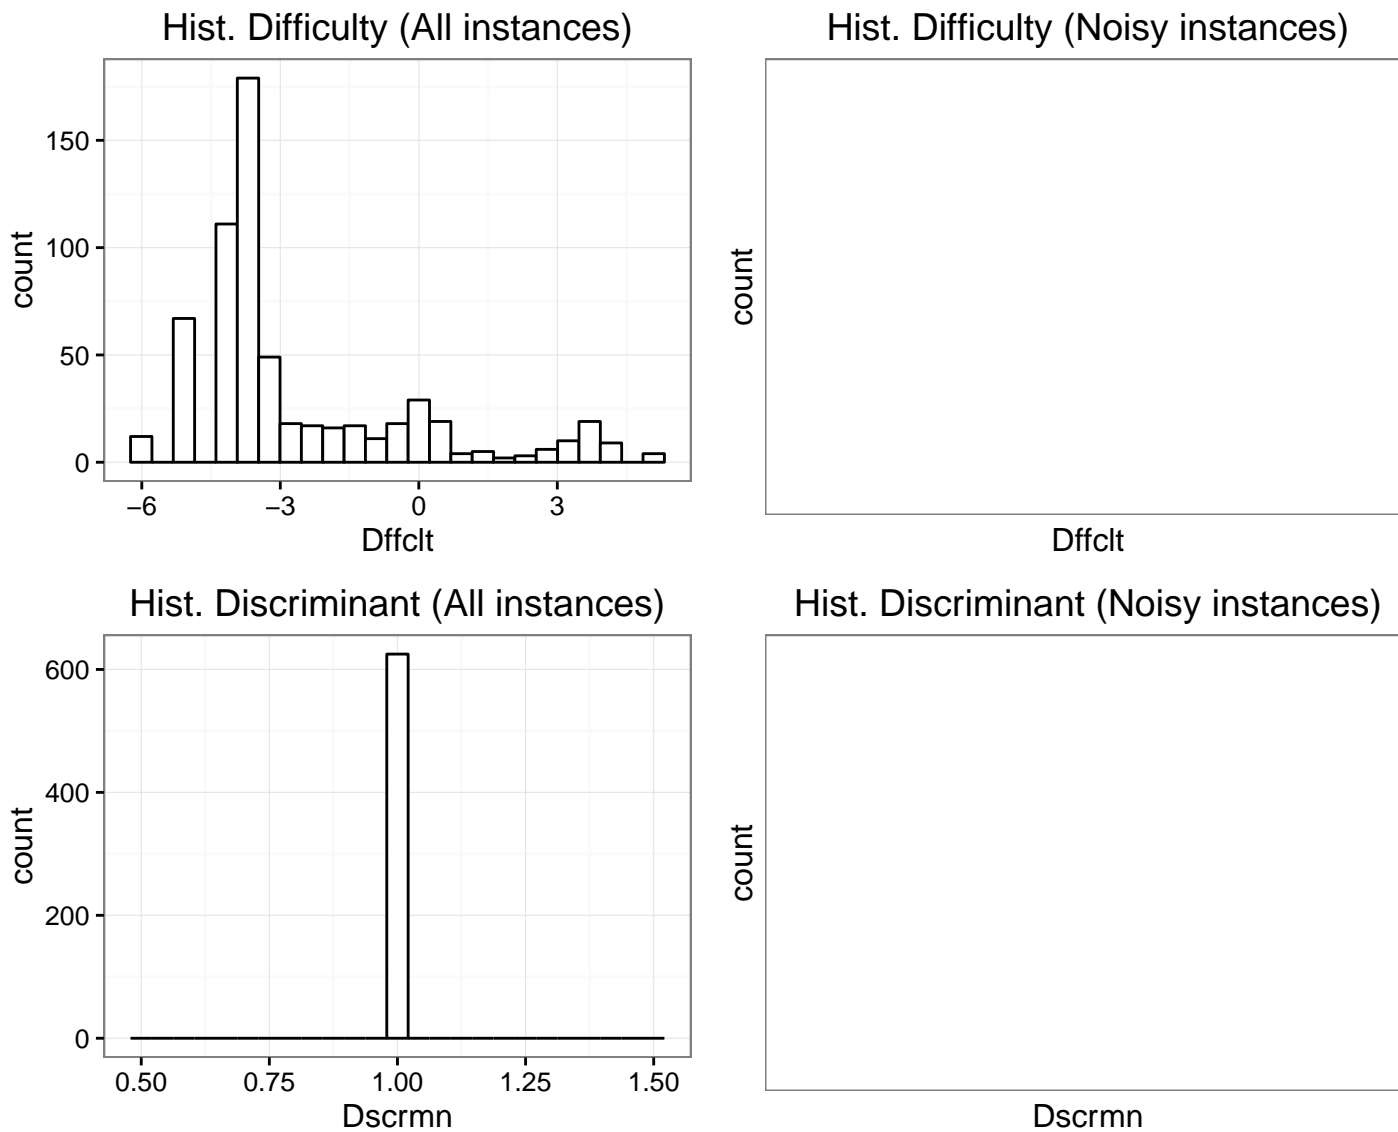 Hist. Difficulty (All instances)
150
100
50
0
count
−6 −3 0 3
Dffclt
Hist. Difficulty (Noisy instances)
count
Dffclt
Hist. Discriminant (All instances)
600
400
200
0
count
0.50 0.75 1.00 1.25 1.50
Dscrmn
Hist. Discriminant (Noisy instances)
count
Dscrmn